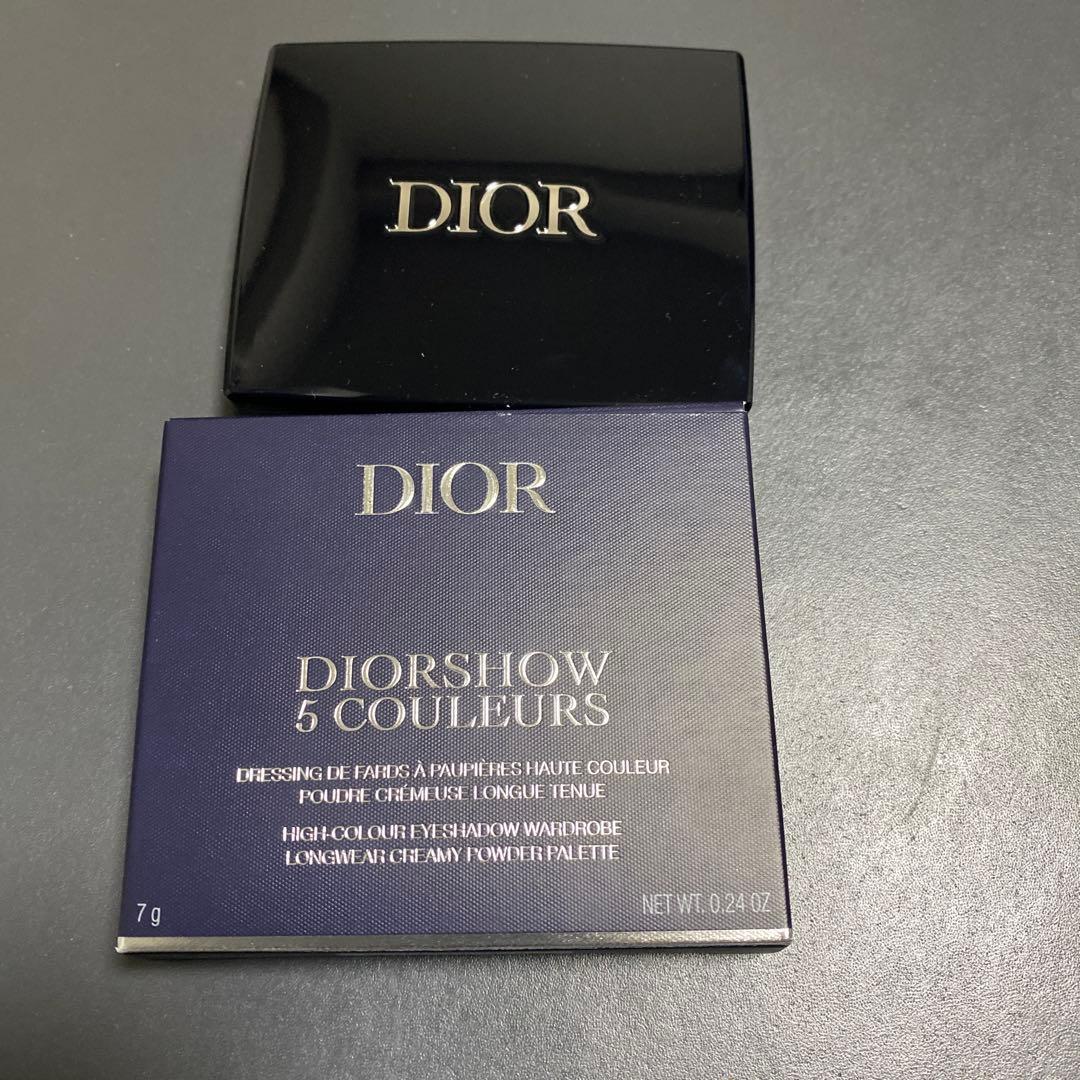 DIOR
DIOR
DIORSHOW
5 COULEURS
DRESSING DE FARDS À PAUPIÈRES HAUTE COULEUR
POUDRE CRÉMEUSE LONGUE TENUE
HIGH-COLOUR EYESHADOW WARDROBE
LONGWEAR CREAMY POWDER PALETTE
7 g
NET WT. 0.24 OZ